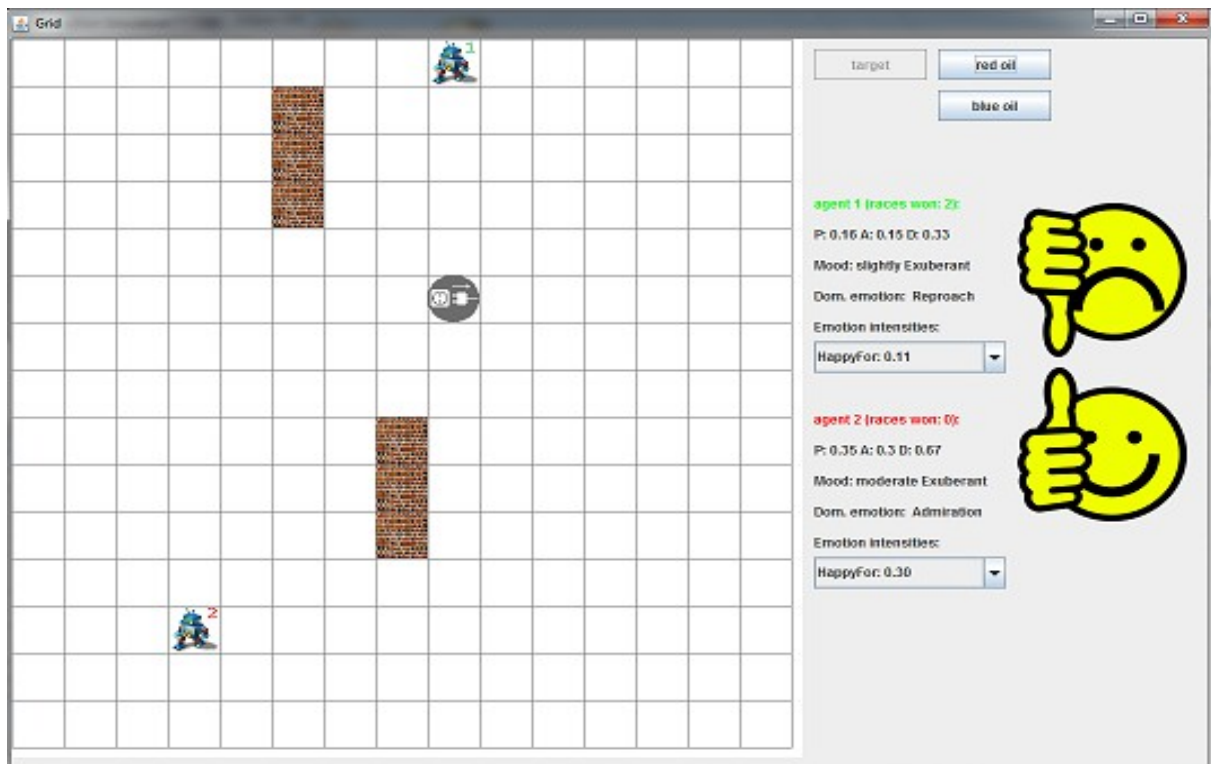 Grid
1
target
red oil
blue oil
agent 1 (races won: 2):
P: 0.16 A: 0.15 D: 0.33
Mood: slightly Exuberant
Dom. emotion: Reproach
Emotion intensities:
HappyFor: 0.11
agent 2 (races won: 0):
P: 0.35 A: 0.3 D: 0.67
Mood: moderate Exuberant
Dom. emotion: Admiration
Emotion intensities:
HappyFor: 0.30
2